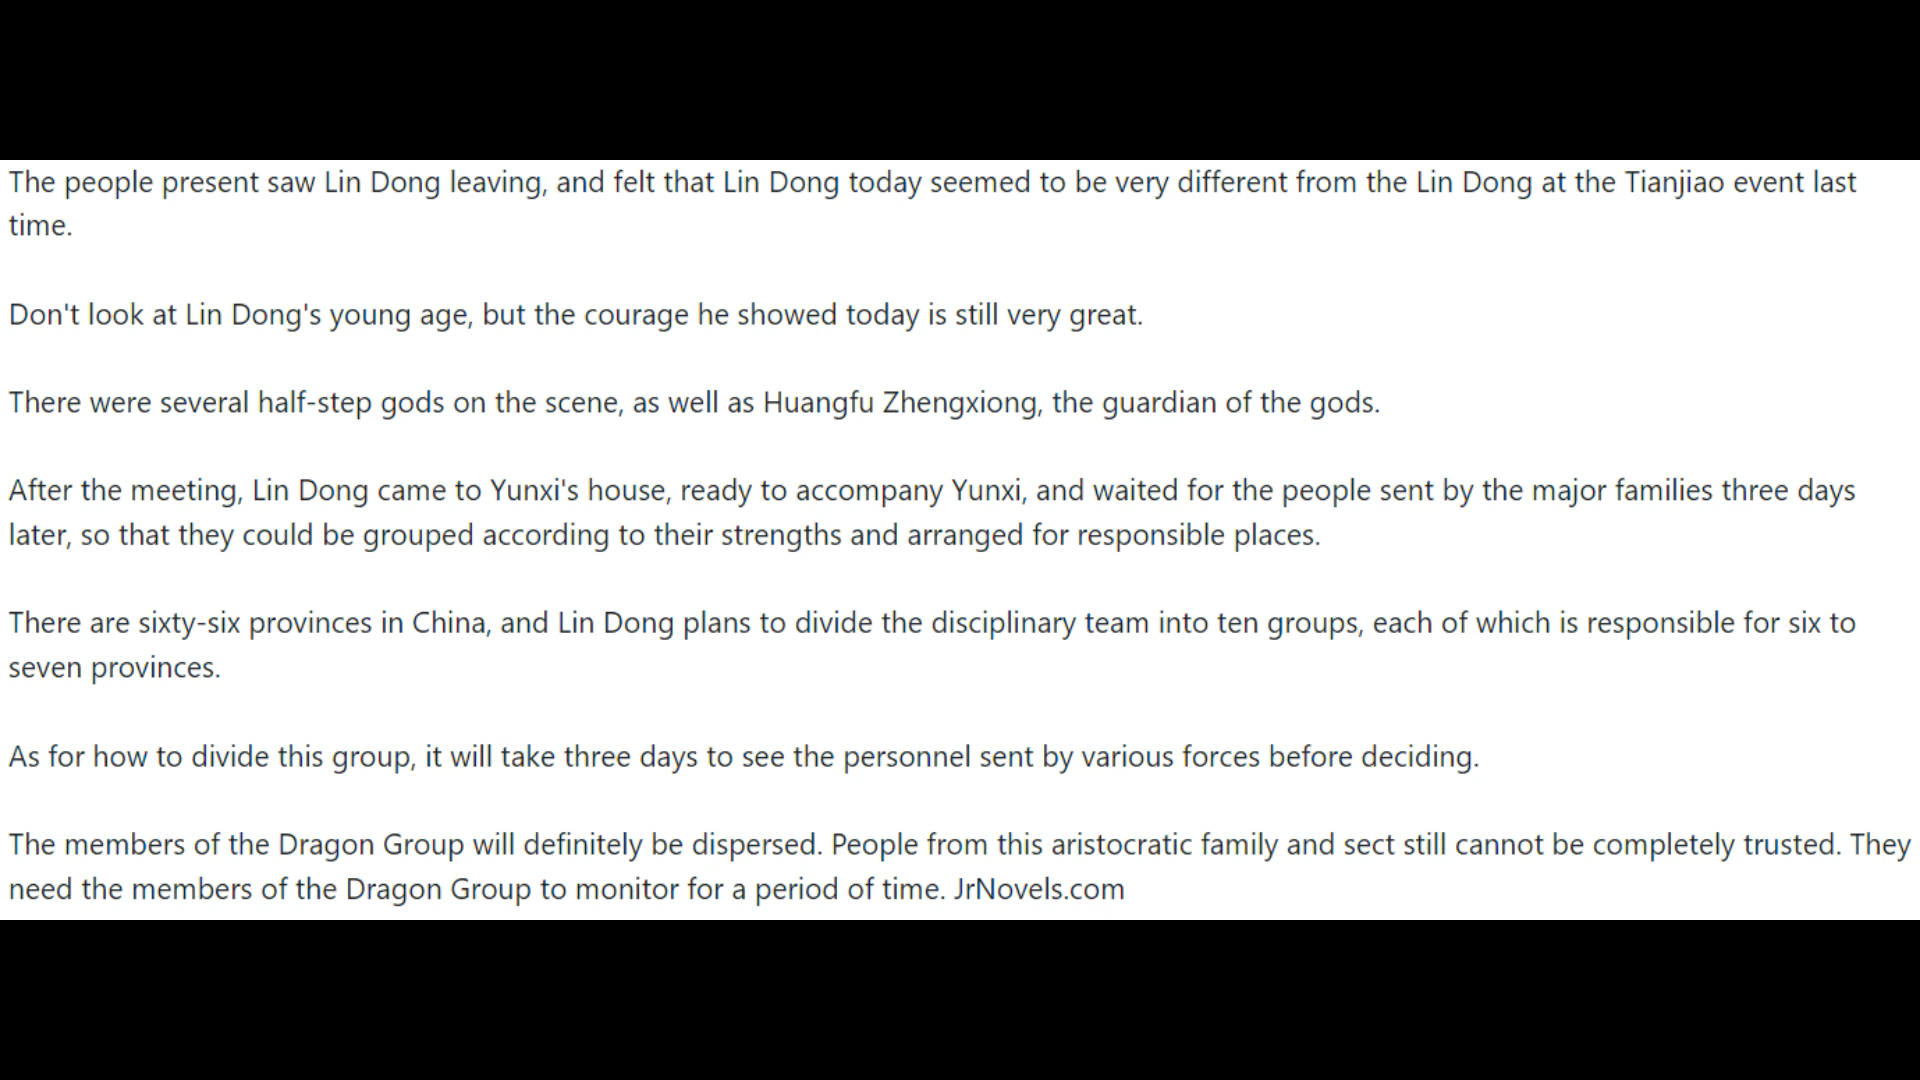 The people present saw Lin Dong leaving, and felt that Lin Dong today seemed to be very different from the Lin Dong at the Tianjiao event last
time.
Don't look at Lin Dong's young age, but the courage he showed today is still very great.
There were several half-step gods on the scene, as well as Huangfu Zhengxiong, the guardian of the gods.
After the meeting, Lin Dong came to Yunxi's house, ready to accompany Yunxi, and waited for the people sent by the major families three days
later, so that they could be grouped according to their strengths and arranged for responsible places.
There are sixty-six provinces in China, and Lin Dong plans to divide the disciplinary team into ten groups, each of which is responsible for six to
seven provinces.
As for how to divide this group, it will take three days to see the personnel sent by various forces before deciding.
The members of the Dragon Group will definitely be dispersed. People from this aristocratic family and sect still cannot be completely trusted. They
need the members of the Dragon Group to monitor for a period of time. JrNovels.com